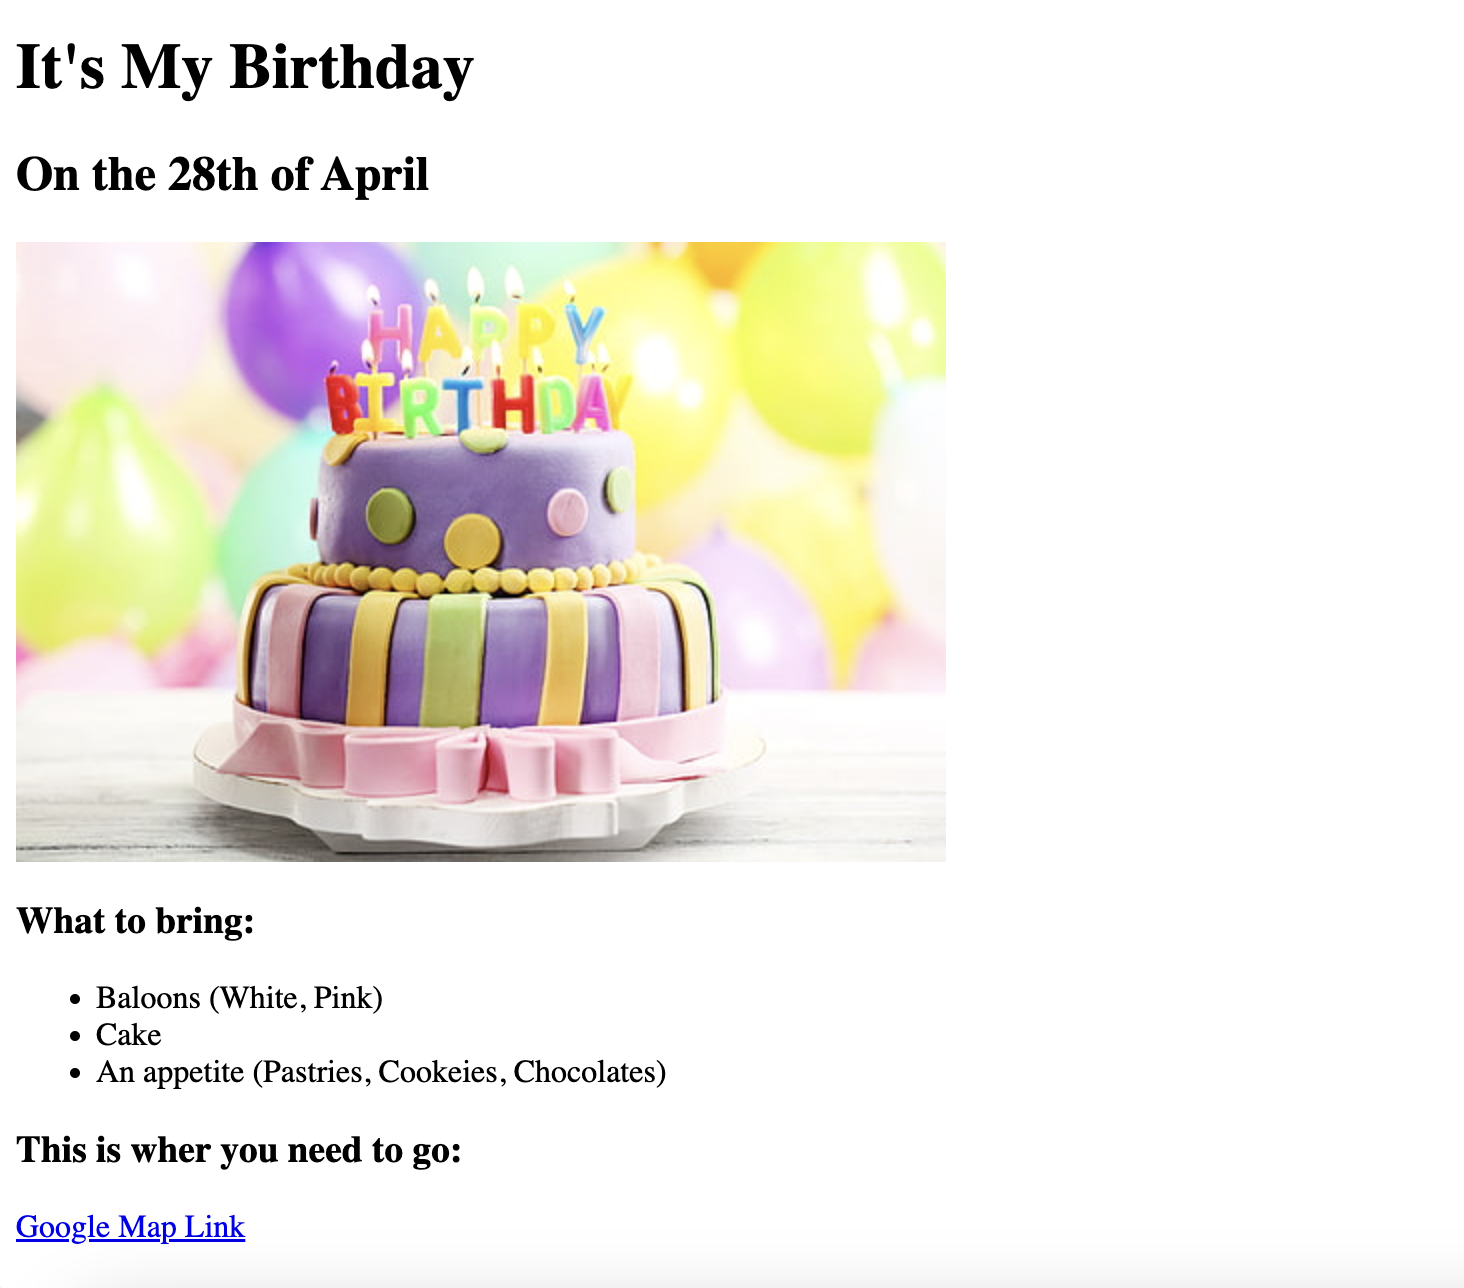 It's My Birthday
On the 28th of April
HAPPY
BIRTHDAY
What to bring:
Baloons (White, Pink)
Cake
An appetite (Pastries, Cookeies, Chocolates)
This is wher you need to go:
Google Map Link